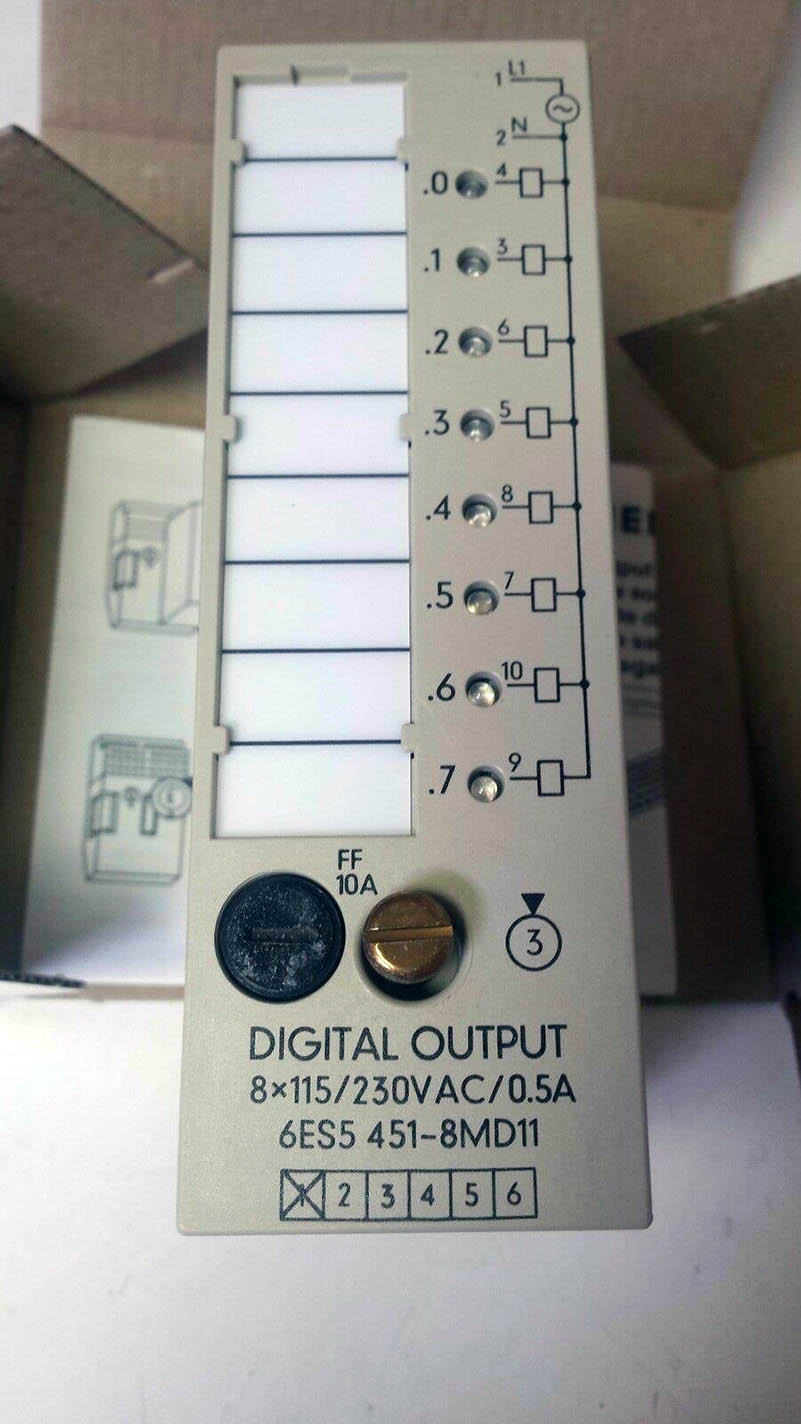 1 L1
2 N
.0 4
.1 3
.2 6
.3 5
.4 8
.5 7
.6 10
.7 9
FF
10A
3
DIGITAL OUTPUT
8×115/230VAC/0.5A
6ES5 451-8MD11
1 2 3 4 5 6